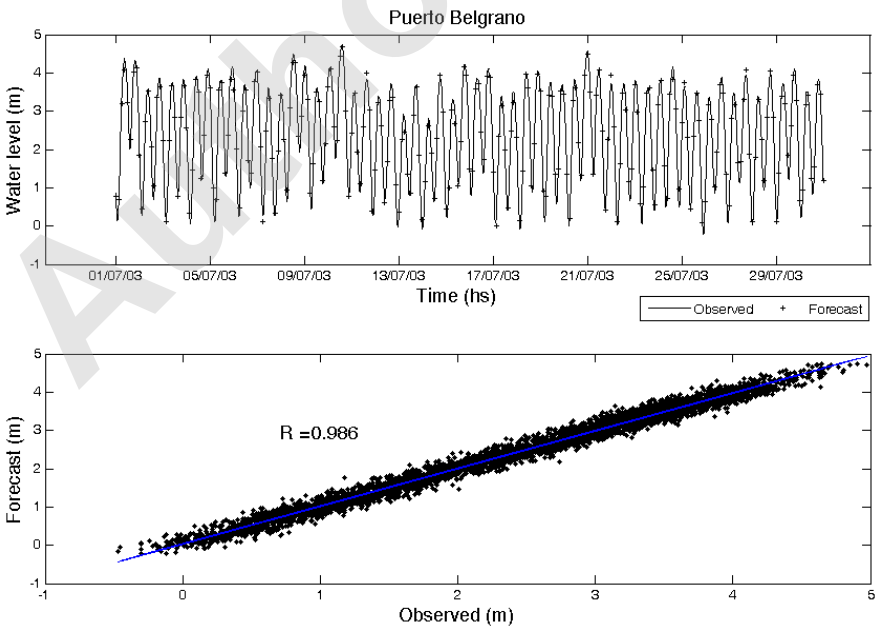 Puerto Belgrano
Water level (m)
5
4
3
2
1
0
-1
01/07/03 05/07/03 09/07/03 13/07/03 17/07/03 21/07/03 25/07/03 29/07/03
Time (hs)
Observed + Forecast
Forecast (m)
5
4
3
2
1
0
-1
R =0.986
-1 0 1 2 3 4 5
Observed (m)
Autho